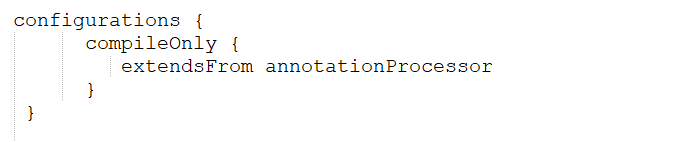 configurations {
compileOnly {
extendsFrom annotationProcessor
}
}